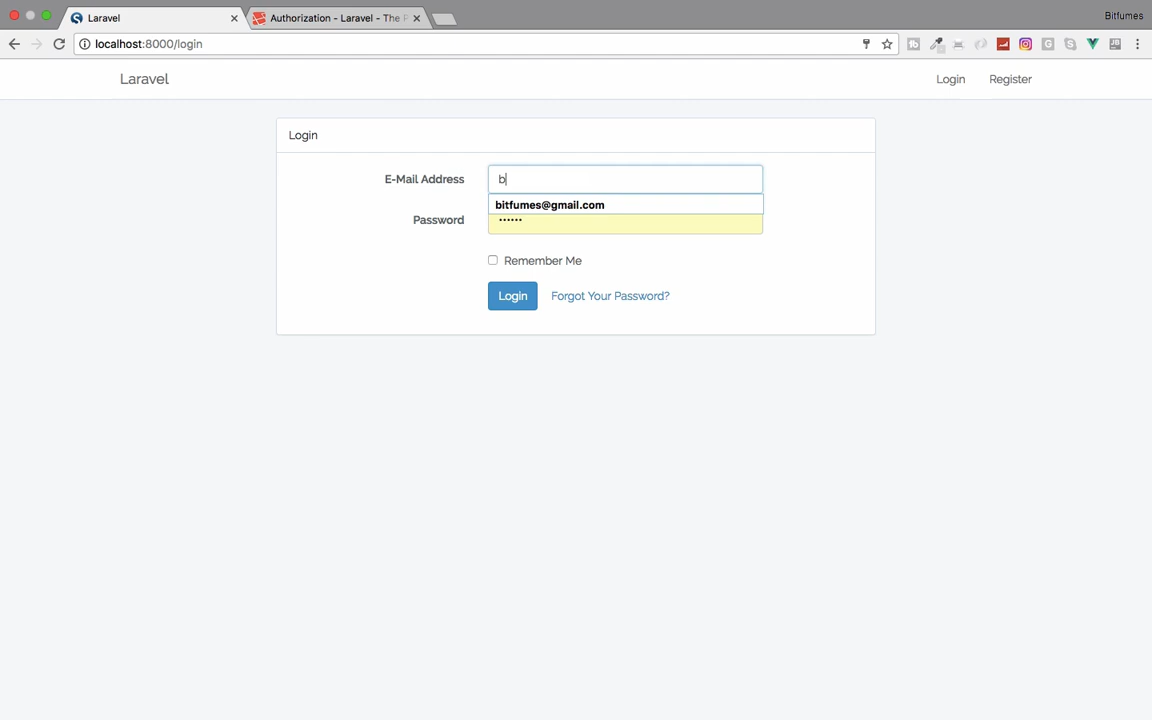 Laravel
Authorization - Laravel - The P
Bitfumes
localhost:8000/login
Laravel
Login
Register
Login
E-Mail Address
b
bitfumes@gmail.com
Password
••••••
Remember Me
Login
Forgot Your Password?